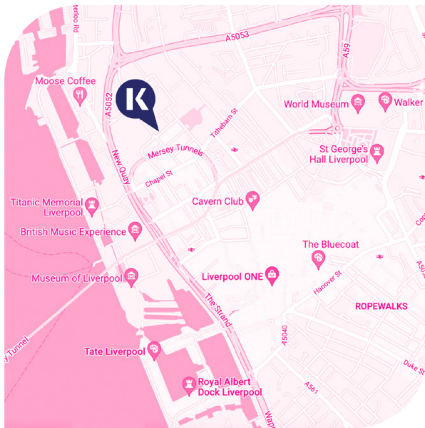 A5053
A59
Moose Coffee
A5052
K
World Museum
Walker
Tithebarn St
St George's
Hall Liverpool
Mersey Tunnels
New Quay
Chapel St
Titanic Memorial
Liverpool
Cavern Club
British Music Experience
The Bluecoat
Museum of Liverpool
Liverpool ONE
Hanover St
ROPEWALKS
The Strand
Tunnel
A5040
Tate Liverpool
Duke St
Royal Albert
Dock Liverpool
A561